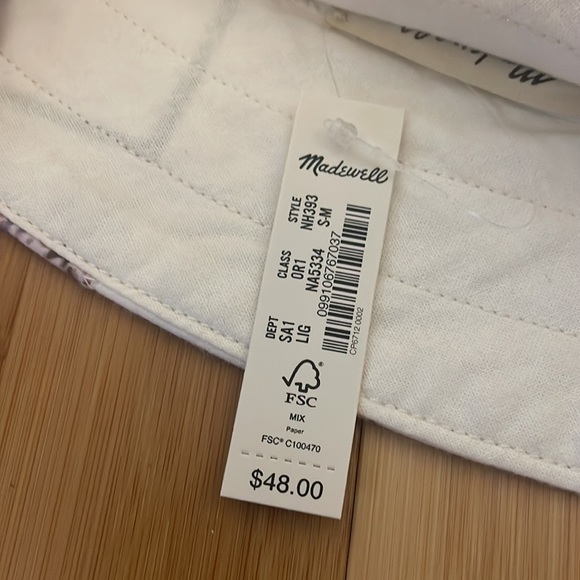 Madewell
STYLE
NH393
S-M
CLASS
OR1
NA5334
DEPT
SA1
LIG
099106767037
CP6712 0002
FSC
MIX
Paper
FSC® C100470
$48.00
Madewell